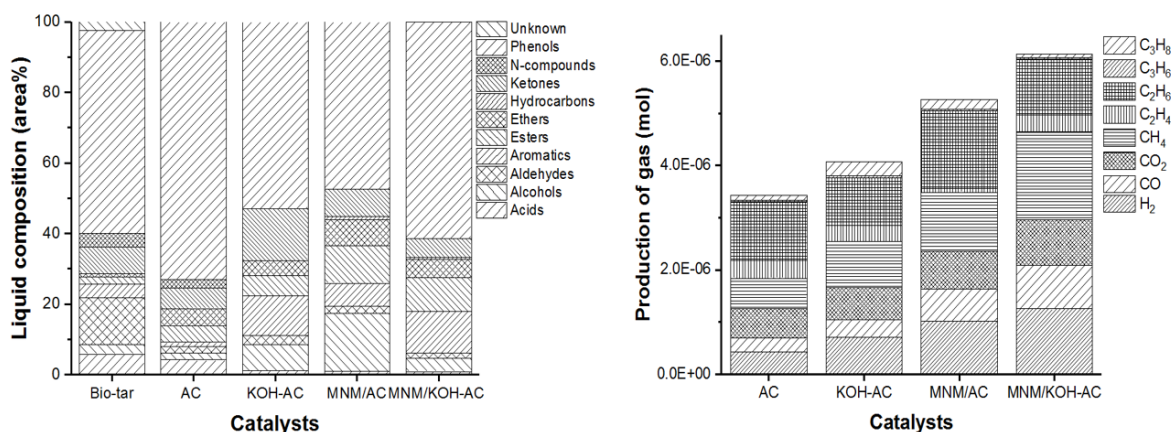 100
80
60
40
20
0
Liquid composition (area%)
Bio-tar AC KOH-AC MNM/AC MNM/KOH-AC
Catalysts
Unknown
Phenols
N-compounds
Ketones
Hydrocarbons
Ethers
Esters
Aromatics
Aldehydes
Alcohols
Acids
6.0E-06
4.0E-06
2.0E-06
0.0E+00
Production of gas (mol)
AC KOH-AC MNM/AC MNM/KOH-AC
Catalysts
C₃H₈
C₃H₆
C₂H₆
C₂H₄
CH₄
CO₂
CO
H₂